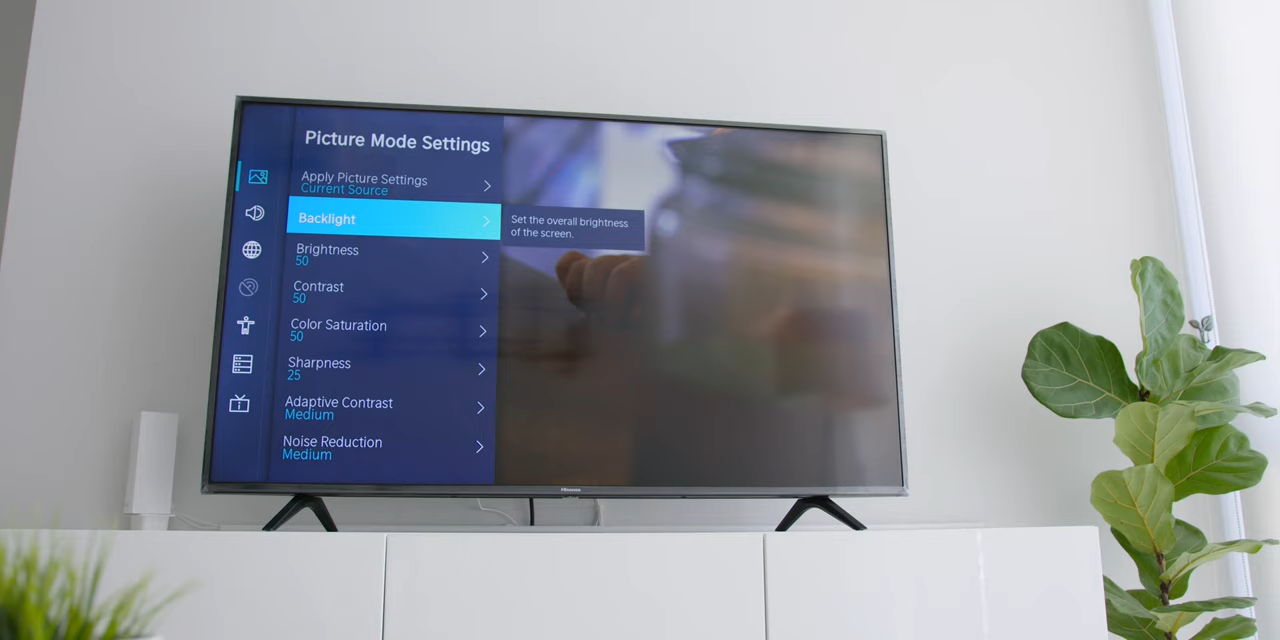 Picture Mode Settings
Apply Picture Settings
Current Source
Backlight
Set the overall brightness
of the screen.
Brightness
50
Contrast
50
Color Saturation
50
Sharpness
25
Adaptive Contrast
Medium
Noise Reduction
Medium
Hisense